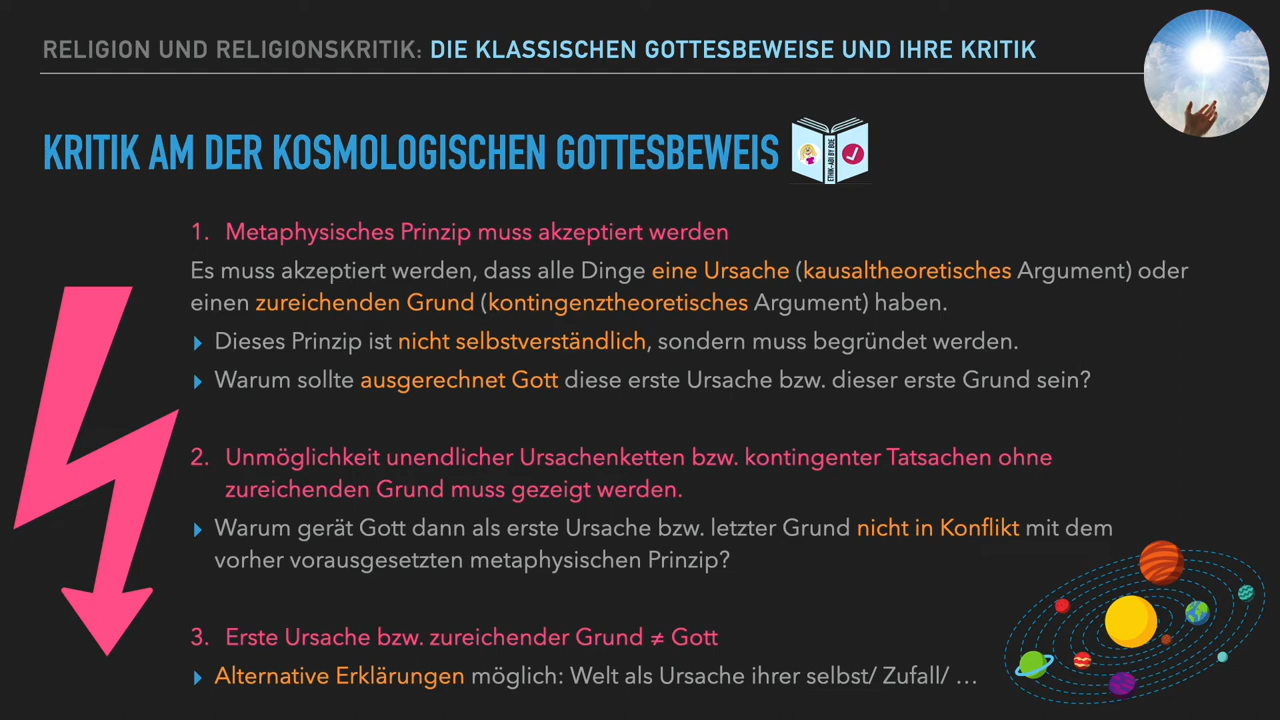 RELIGION UND RELIGIONSKRITIK: DIE KLASSISCHEN GOTTESBEWEISE UND IHRE KRITIK
KRITIK AM DER KOSMOLOGISCHEN GOTTESBEWEIS
ETHIK-ABI BY BOE
1. Metaphysisches Prinzip muss akzeptiert werden
Es muss akzeptiert werden, dass alle Dinge eine Ursache (kausaltheoretisches Argument) oder
einen zureichenden Grund (kontingenztheoretisches Argument) haben.
Dieses Prinzip ist nicht selbstverständlich, sondern muss begründet werden.
Warum sollte ausgerechnet Gott diese erste Ursache bzw. dieser erste Grund sein?
2. Unmöglichkeit unendlicher Ursachenketten bzw. kontingenter Tatsachen ohne
zureichenden Grund muss gezeigt werden.
Warum gerät Gott dann als erste Ursache bzw. letzter Grund nicht in Konflikt mit dem
vorher vorausgesetzten metaphysischen Prinzip?
3. Erste Ursache bzw. zureichender Grund ≠ Gott
Alternative Erklärungen möglich: Welt als Ursache ihrer selbst/ Zufall/ …